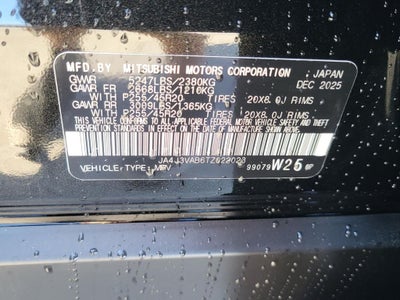 MFD.BY MITSUBISHI MOTORS CORPORATION JAPAN
GVWR 5247LBS/2380KG DEC 2025
GAWR FR 2668LBS/1210KG
WITH P255/45R20 TIRES 20X8.0J RIMS
GAWR RR 3009LBS/1365KG
WITH P255/45R20 TIRES 20X8.0J RIMS
THIS VEHICLE CONFORMS TO ALL APPLICABLE FEDERAL MOTOR VEHICLE SAFETY AND THEFT PREVENTION STANDARDS IN EFFECT ON THE DATE OF MANUFACTURE SHOWN ABOVE.
VEHICLE TYPE: MPV 99079 W25